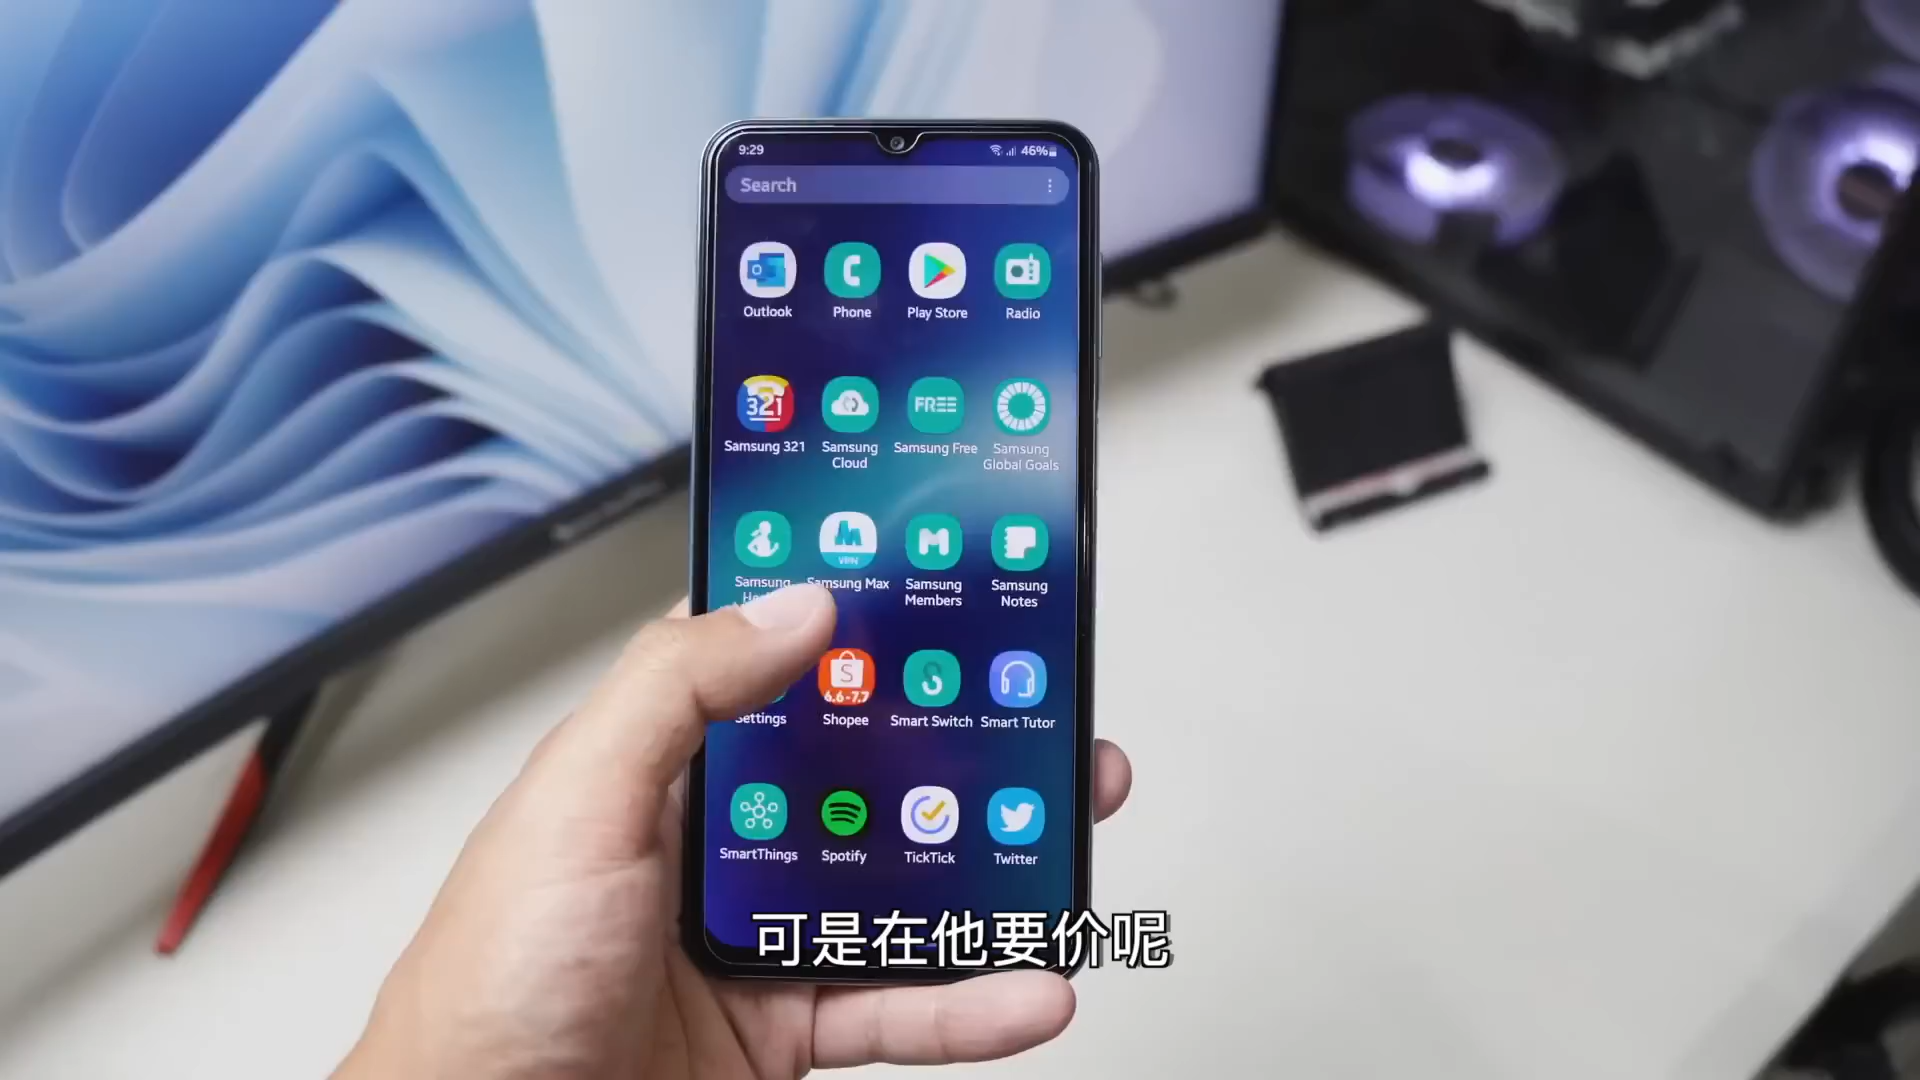 9:29
46%
Search
Outlook
Phone
Play Store
Radio
321
FREE
Samsung 321
Samsung Cloud
Samsung Free
Samsung Global Goals
VPN
Samsung
Samsung Max
Samsung Members
Samsung Notes
S
6.6-7.7
Settings
Shopee
Smart Switch
Smart Tutor
SmartThings
Spotify
TickTick
Twitter
可是在他要价呢